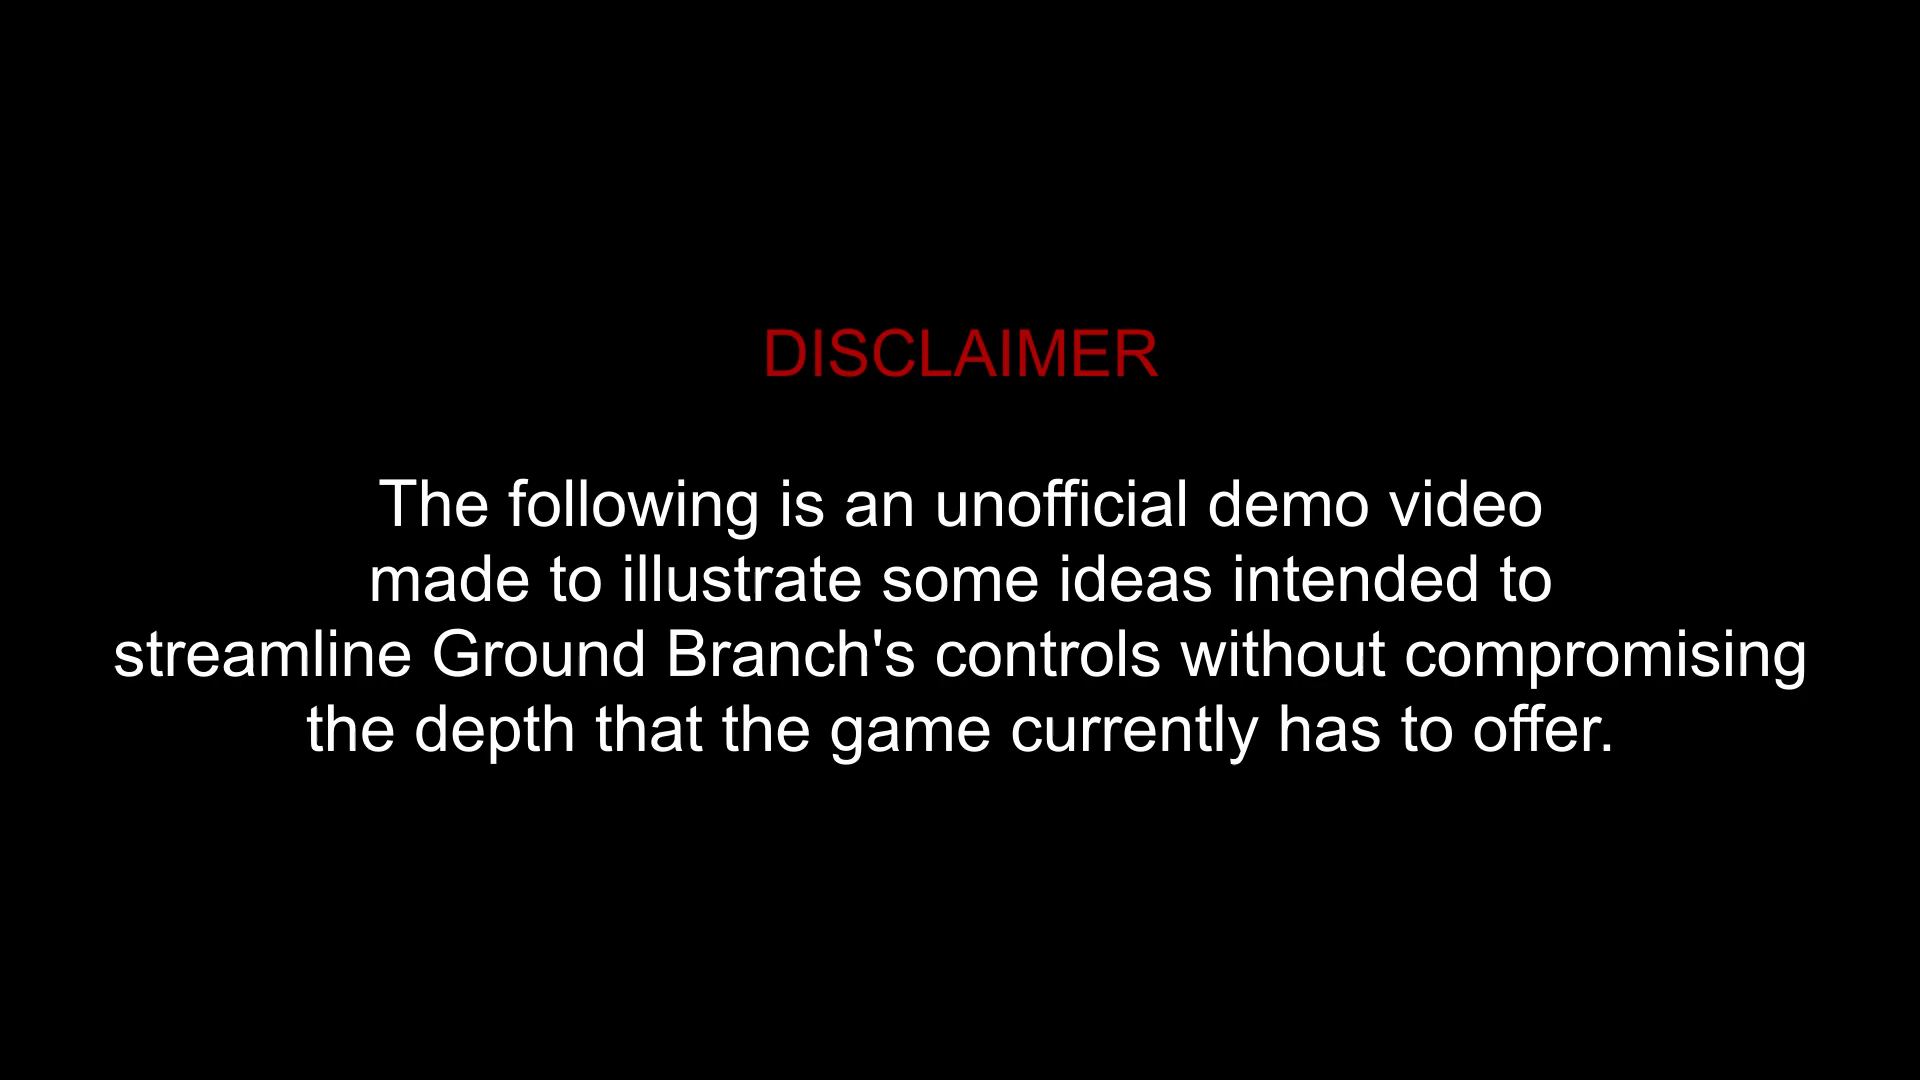 DISCLAIMER
The following is an unofficial demo video
made to illustrate some ideas intended to
streamline Ground Branch's controls without compromising
the depth that the game currently has to offer.